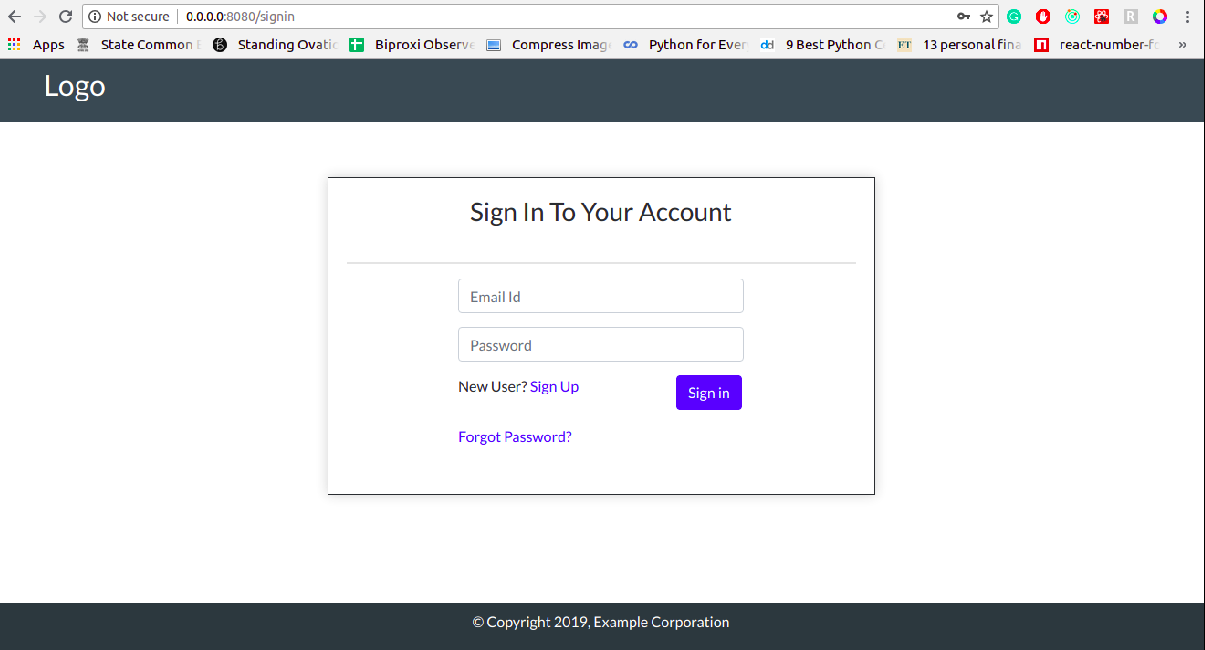 Not secure 0.0.0.0:8080/signin
Apps State Common Standing Ovatio Biproxi Observe Compress Imag Python for Ever 9 Best Python C 13 personal fina react-number-fo »
Logo
Sign In To Your Account
Email Id
Password
New User? Sign Up Sign in
Forgot Password?
© Copyright 2019, Example Corporation